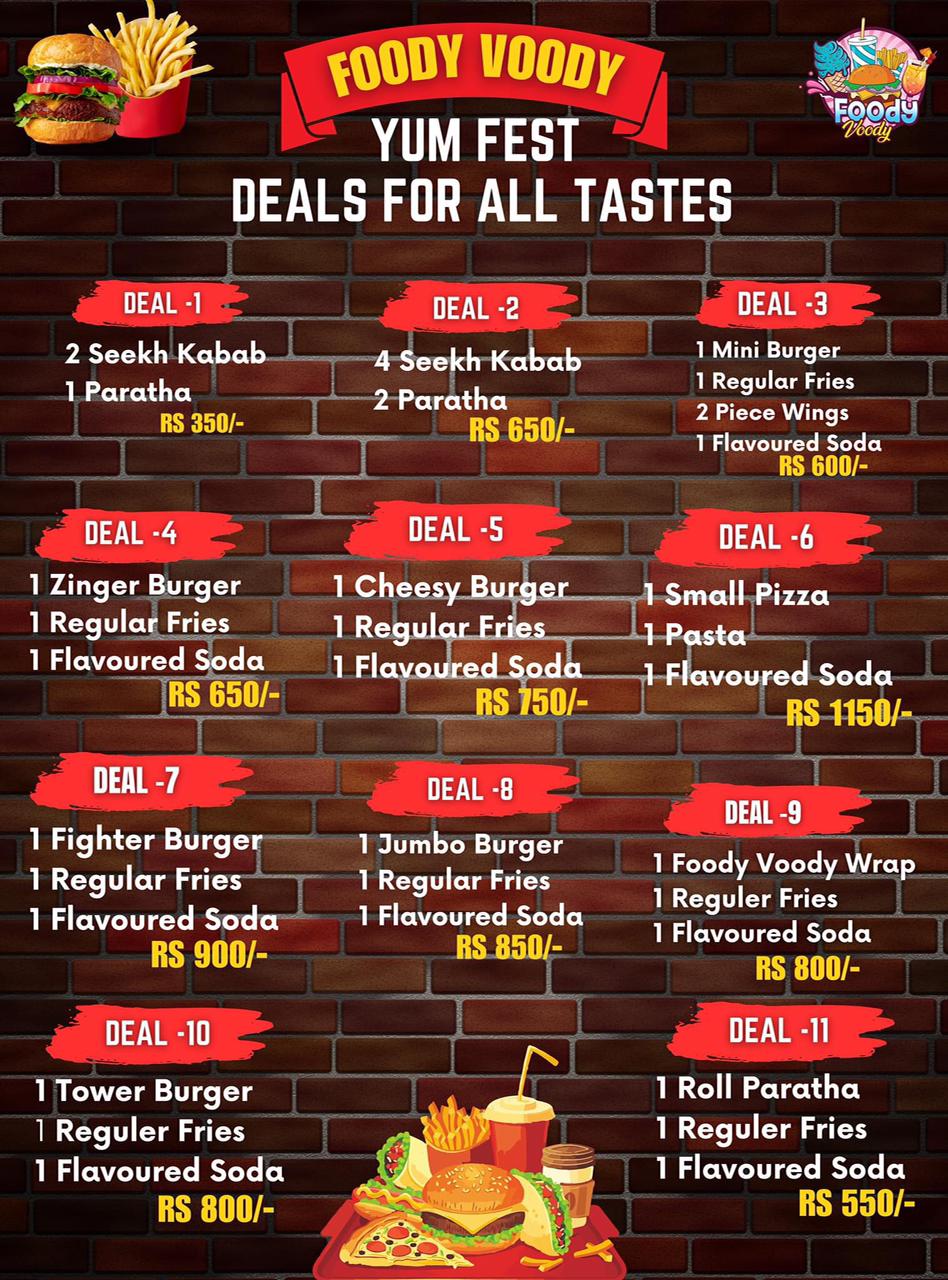 FOODY VOODY
Foody
Voody
YUM FEST
DEALS FOR ALL TASTES
DEAL -1
2 Seekh Kabab
1 Paratha
RS 350/-
DEAL -2
4 Seekh Kabab
2 Paratha
RS 650/-
DEAL -3
1 Mini Burger
1 Regular Fries
2 Piece Wings
1 Flavoured Soda
RS 600/-
DEAL -4
1 Zinger Burger
1 Regular Fries
1 Flavoured Soda
RS 650/-
DEAL -5
1 Cheesy Burger
1 Regular Fries
1 Flavoured Soda
RS 750/-
DEAL -6
1 Small Pizza
1 Pasta
1 Flavoured Soda
RS 1150/-
DEAL -7
1 Fighter Burger
1 Regular Fries
1 Flavoured Soda
RS 900/-
DEAL -8
1 Jumbo Burger
1 Regular Fries
1 Flavoured Soda
RS 850/-
DEAL -9
1 Foody Voody Wrap
1 Reguler Fries
1 Flavoured Soda
RS 800/-
DEAL -10
1 Tower Burger
1 Reguler Fries
1 Flavoured Soda
RS 800/-
DEAL -11
1 Roll Paratha
1 Reguler Fries
1 Flavoured Soda
RS 550/-